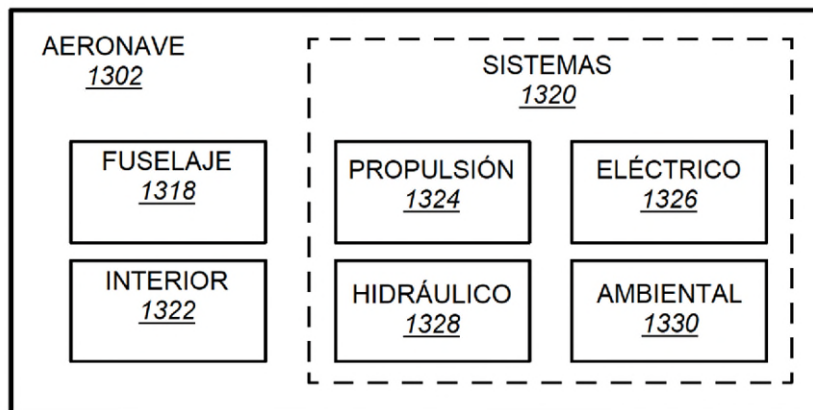 AERONAVE
1302
SISTEMAS
1320
FUSELAJE
1318
PROPULSIÓN
1324
ELÉCTRICO
1326
INTERIOR
1322
HIDRÁULICO
1328
AMBIENTAL
1330